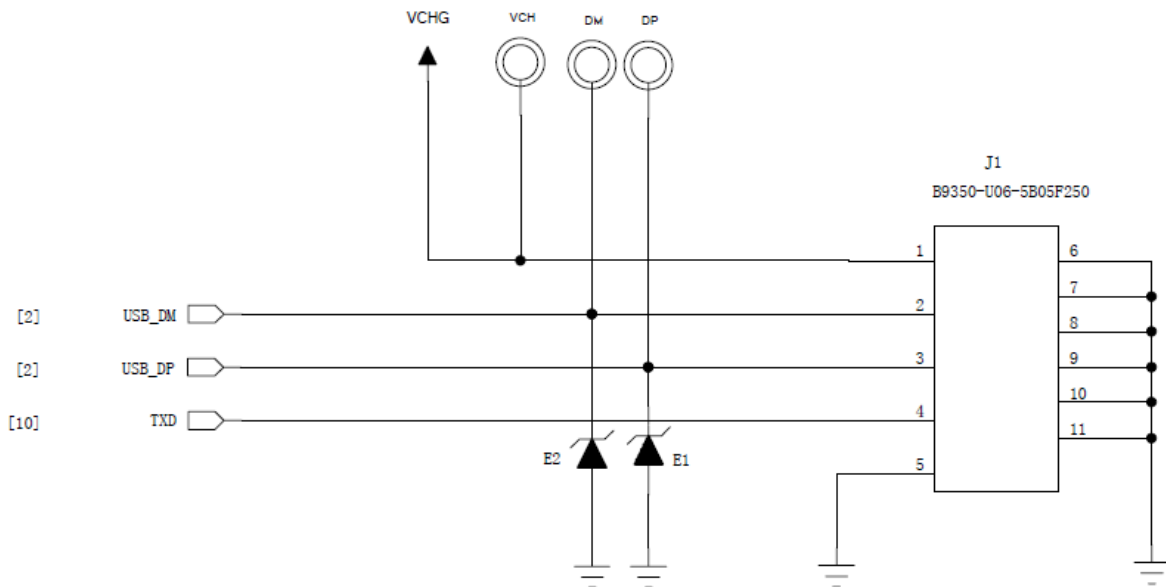 VCHG VCH DM DP
J1
B9350-U06-5B05F250
1 6
7
[2] USB_DM 2
8
[2] USB_DP 3 9
10
[10] TXD 4
11
E2 E1
5